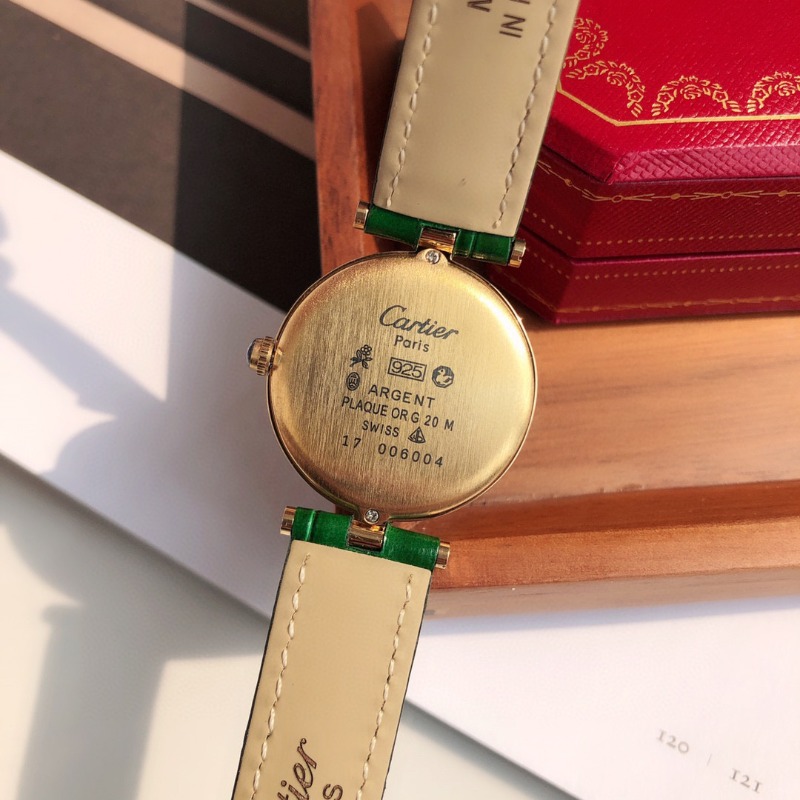 Cartier
Paris
925
ARGENT
PLAQUE OR G 20 M
SWISS
17 006004
120 | 121